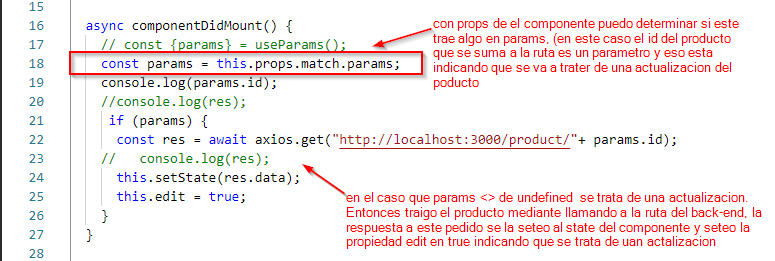 15
16 async componentDidMount() { con props de el componente puedo determinar si este
17 // const {params} = useParams(); trae algo en params, (en este caso el id del producto
que se suma a la ruta es un parametro y eso esta
18 const params = this.props.match.params; indicando que se va a trater de una actualizacion del
19 console.log(params.id); poducto
20 //console.log(res);
21 if (params) {
22 const res = await axios.get("http://localhost:3000/product/"+ params.id);
23 // console.log(res);
24 this.setState(res.data);
25 this.edit = true; en el caso que params <> de undefined se trata de una actualizacion.
26 } Entonces traigo el producto mediante llamando a la ruta del back-end, la
respuesta a este pedido se la seteo al state del componente y seteo la
27 } propiedad edit en true indicando que se trata de uan actalizacion
28